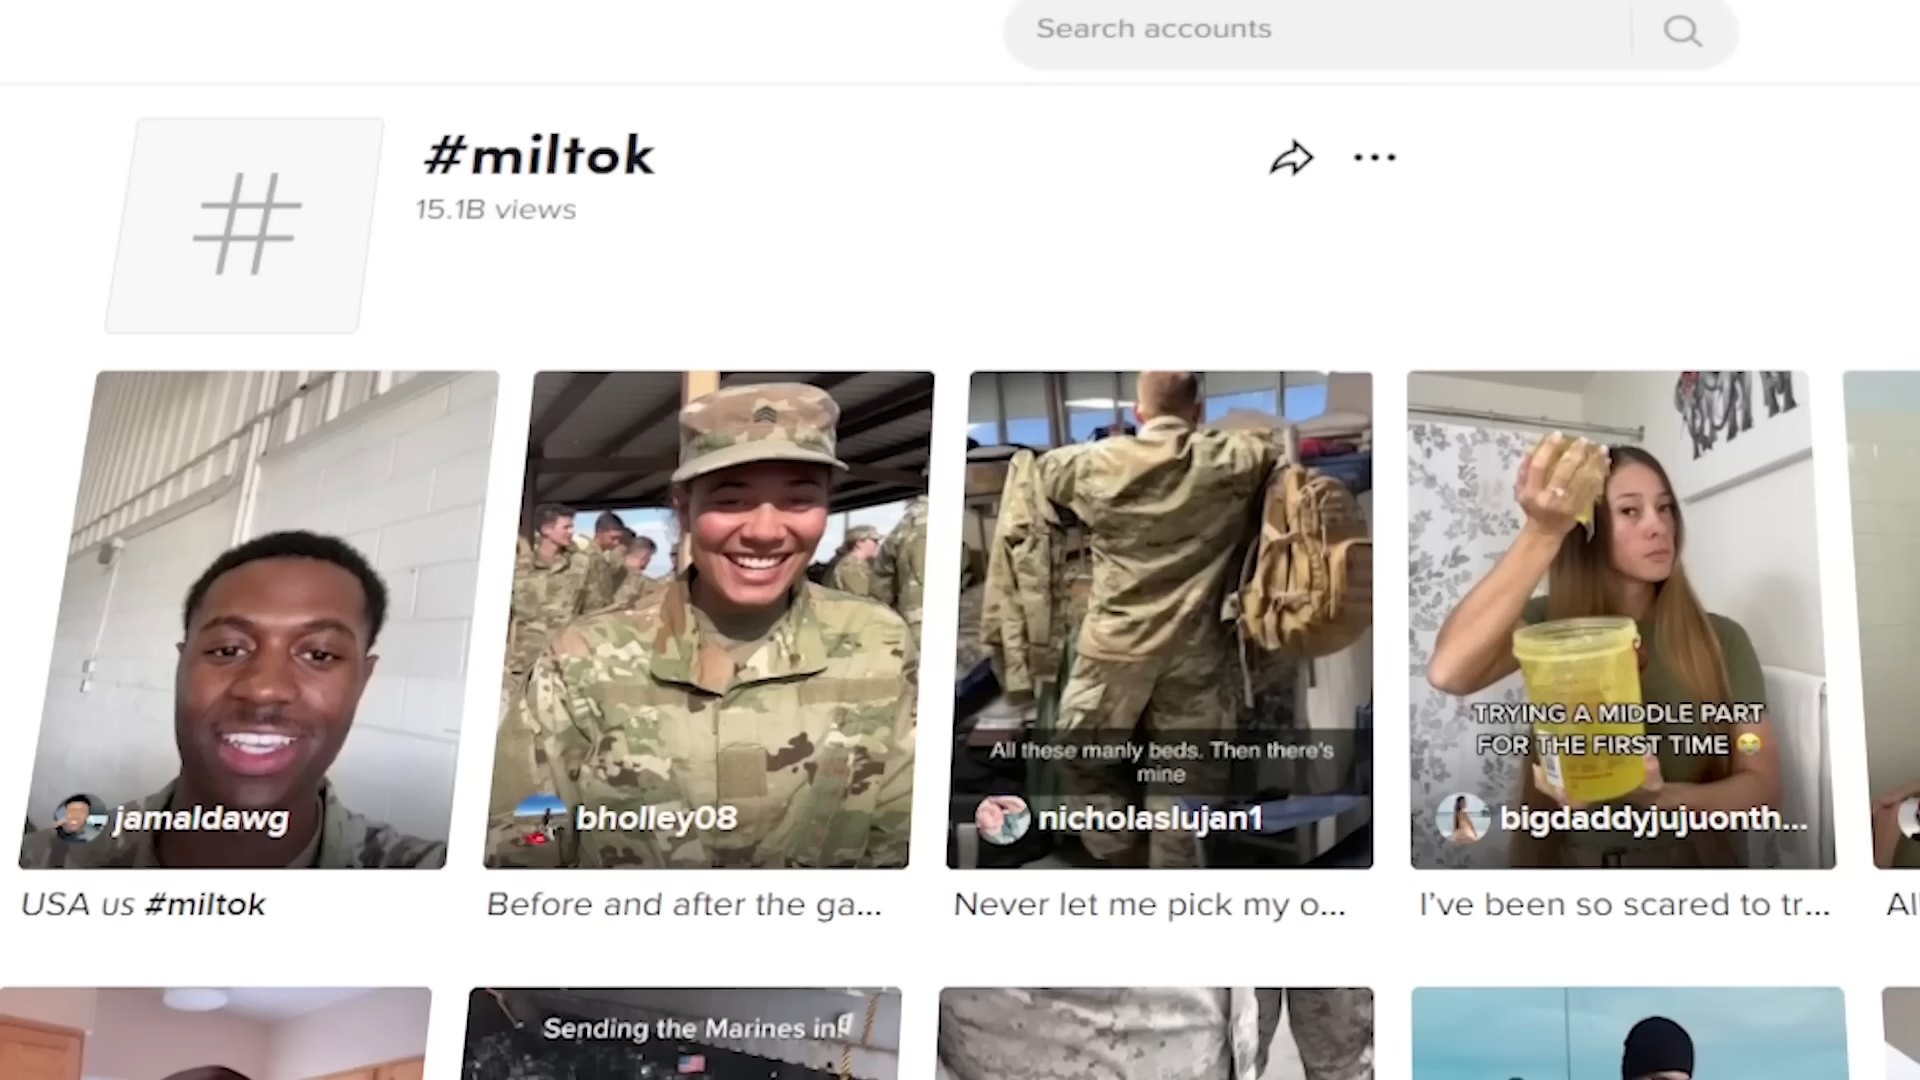 Search accounts
#miltok
15.1B views
All these manly beds. Then there's
mine
TRYING A MIDDLE PART
FOR THE FIRST TIME 😭
jamaldawg
bholley08
nicholaslujan1
bigdaddyjujuonth...
USA us #miltok
Before and after the ga...
Never let me pick my o...
I've been so scared to tr...
All
Sending the Marines in!